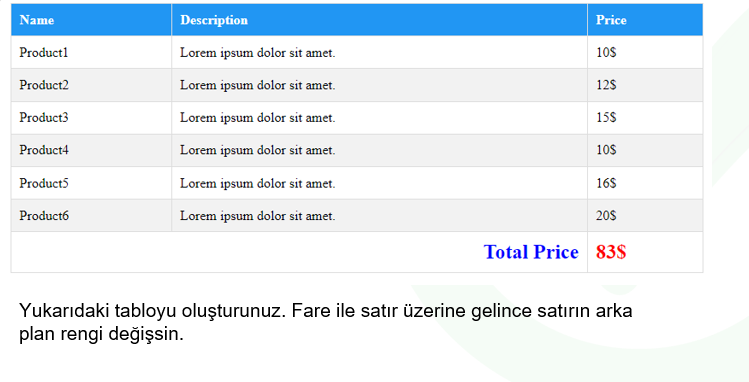 Name Description Price
Product1 Lorem ipsum dolor sit amet. 10$
Product2 Lorem ipsum dolor sit amet. 12$
Product3 Lorem ipsum dolor sit amet. 15$
Product4 Lorem ipsum dolor sit amet. 10$
Product5 Lorem ipsum dolor sit amet. 16$
Product6 Lorem ipsum dolor sit amet. 20$
Total Price 83$
Yukarıdaki tabloyu oluşturunuz. Fare ile satır üzerine gelince satırın arka
plan rengi değişsin.